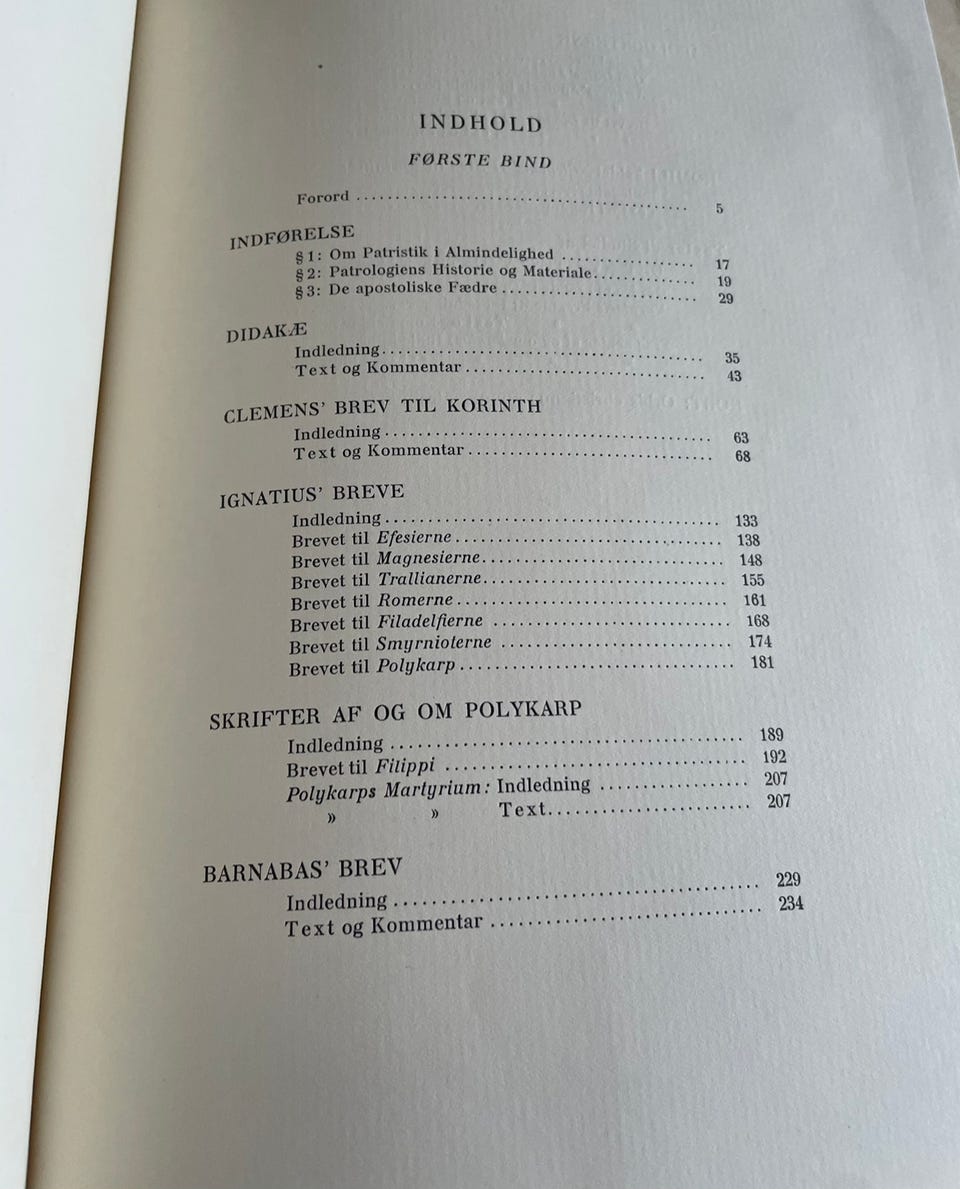 INDHOLD
FØRSTE BIND
Forord ........................................ 5
INDFØRELSE
§ 1: Om Patristik i Almindelighed ................ 17
§ 2: Patrologiens Historie og Materiale ............ 19
§ 3: De apostoliske Fædre ........................ 29
DIDAKÆ
Indledning ........................................ 35
Text og Kommentar ............................. 43
CLEMENS' BREV TIL KORINTH
Indledning ........................................ 63
Text og Kommentar ............................. 68
IGNATIUS' BREVE
Indledning ........................................ 133
Brevet til Efesierne ............................... 138
Brevet til Magnesierne ............................ 148
Brevet til Trallianerne ............................ 155
Brevet til Romerne ............................... 161
Brevet til Filadelfierne ........................... 168
Brevet til Smyrnioterne .......................... 174
Brevet til Polykarp ............................... 181
SKRIFTER AF OG OM POLYKARP
Indledning ........................................ 189
Brevet til Filippi ................................. 192
Polykarps Martyrium: Indledning ................. 207
» » Text ........................ 207
BARNABAS' BREV
Indledning ........................................ 229
Text og Kommentar ............................. 234